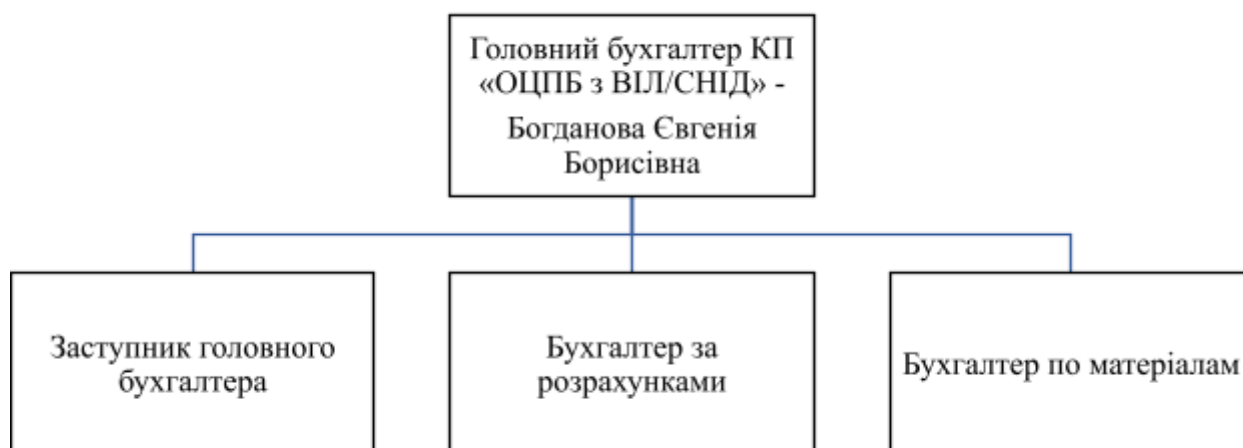 Головний бухгалтер КП
«ОЦПБ з ВІЛ/СНІД» -
Богданова Євгенія
Борисівна
Заступник головного
бухгалтера
Бухгалтер за
розрахунками
Бухгалтер по матеріалам